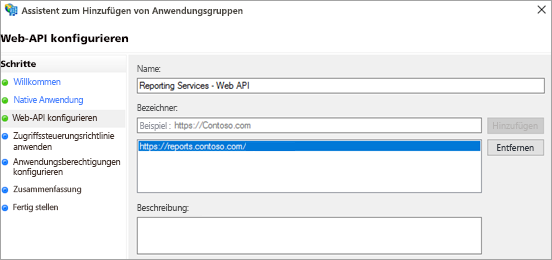 Assistent zum Hinzufügen von Anwendungsgruppen
Web-API konfigurieren
Schritte
Willkommen
Native Anwendung
Web-API konfigurieren
Zugriffssteuerungsrichtlinie
anwenden
Anwendungsberechtigungen
konfigurieren
Zusammenfassung
Fertig stellen
Name:
Reporting Services - Web API
Bezeichner:
Beispiel : https://Contoso.com
Hinzufügen
https://reports.contoso.com/
Entfernen
Beschreibung: